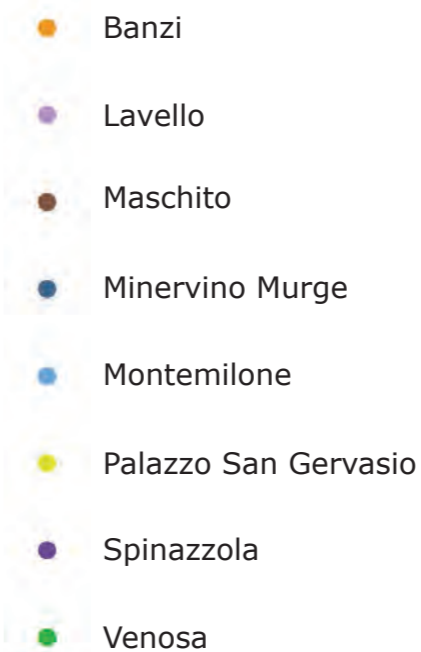 Banzi
Lavello
Maschito
Minervino Murge
Montemilone
Palazzo San Gervasio
Spinazzola
Venosa